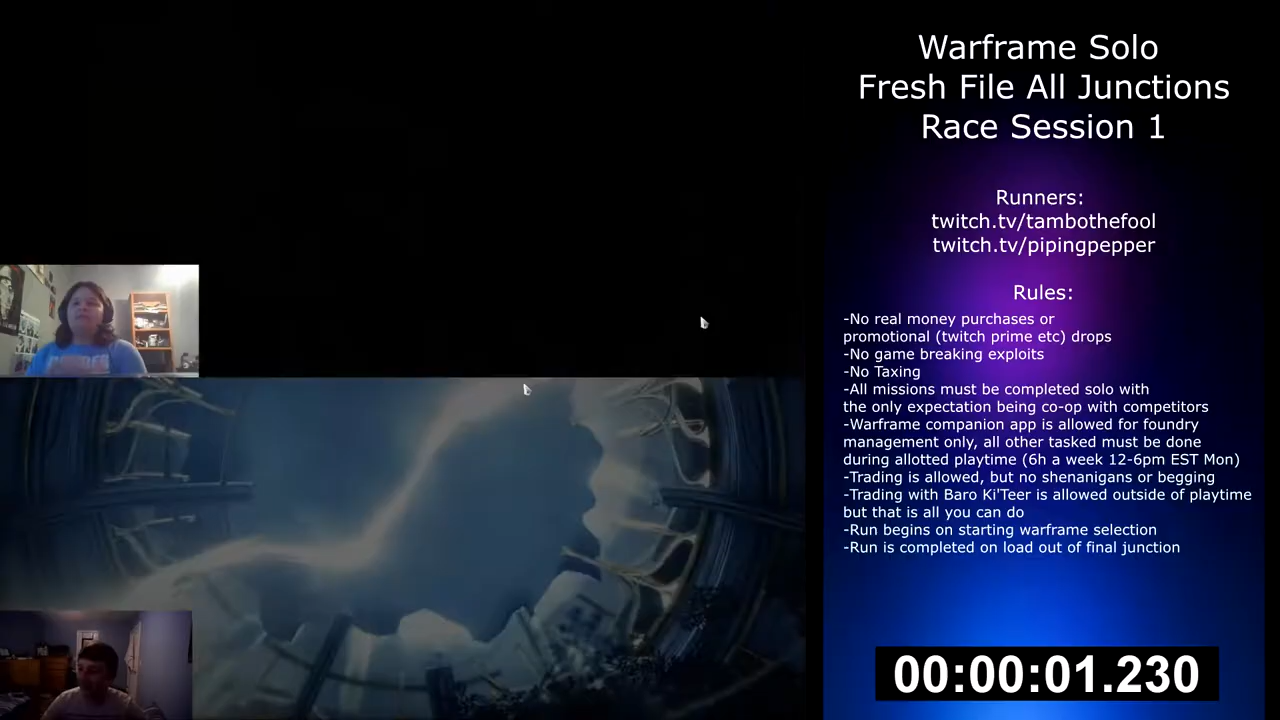 Warframe Solo
Fresh File All Junctions
Race Session 1
Runners:
twitch.tv/tambothefool
twitch.tv/pipingpepper
Rules:
-No real money purchases or
promotional (twitch prime etc) drops
-No game breaking exploits
-No Taxing
-All missions must be completed solo with
the only expectation being co-op with competitors
-Warframe companion app is allowed for foundry
management only, all other tasked must be done
during allotted playtime (6h a week 12-6pm EST Mon)
-Trading is allowed, but no shenanigans or begging
-Trading with Baro Ki'Teer is allowed outside of playtime
but that is all you can do
-Run begins on starting warframe selection
-Run is completed on load out of final junction
00:00:01.230